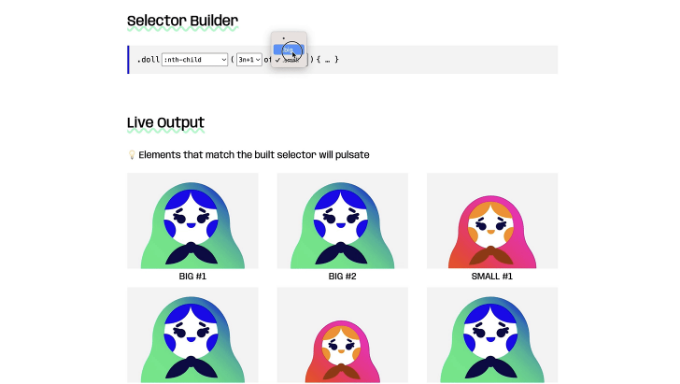 Selector Builder
.doll :nth-child ( 3n+1 of ) { … }
Live Output
💡 Elements that match the built selector will pulsate
BIG #1
BIG #2
SMALL #1